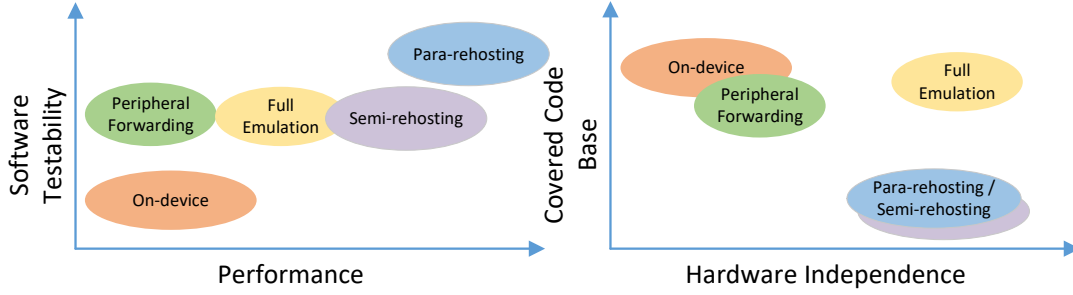 Software
Testability
Para-rehosting
Peripheral
Forwarding
Full
Emulation
Semi-rehosting
On-device
Performance
Covered Code
Base
On-device
Peripheral
Forwarding
Full
Emulation
Para-rehosting /
Semi-rehosting
Hardware Independence